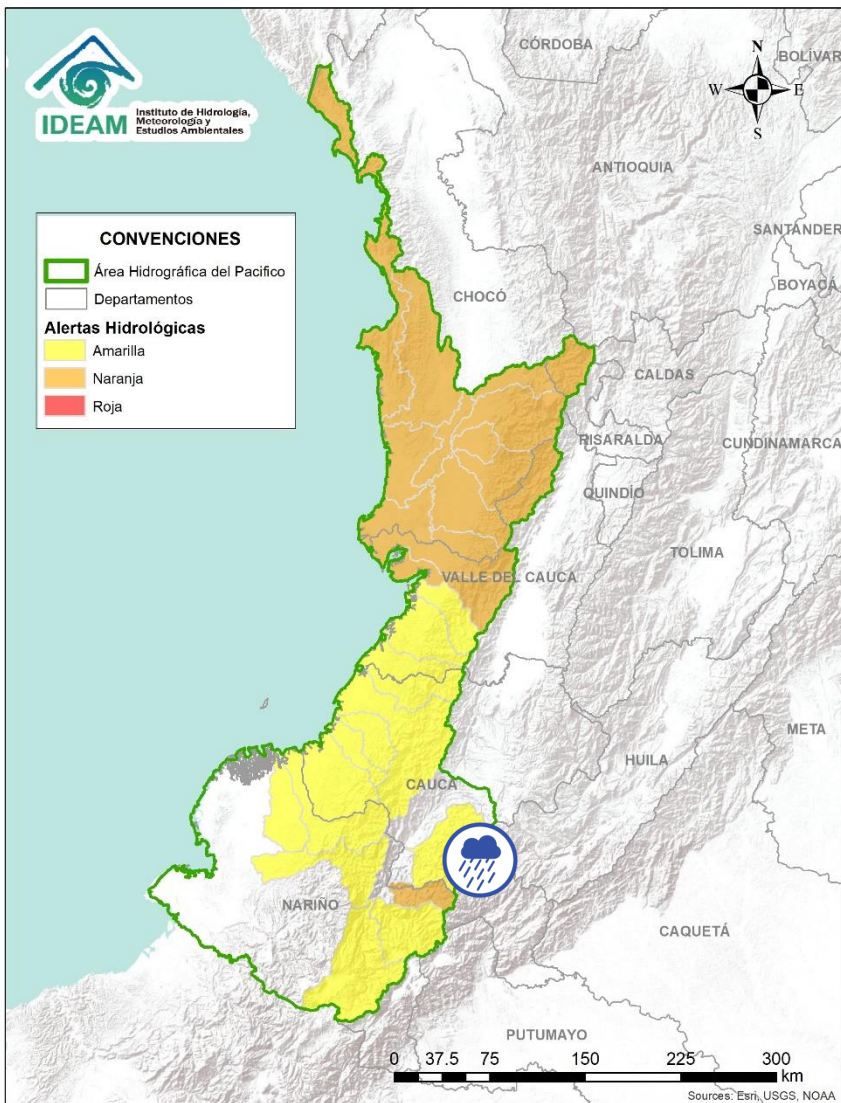 IDEAM
Instituto de Hidrología,
Meteorología y
Estudios Ambientales
CÓRDOBA
BOLÍVAR
N
W
E
S
ANTIOQUIA
SANTANDER
BOYACÁ
CONVENCIONES
Área Hidrográfica del Pacifico
Departamentos
Alertas Hidrológicas
Amarilla
Naranja
Roja
CHOCÓ
CALDAS
RISARALDA
CUNDINAMARCA
QUINDÍO
TOLIMA
VALLE DEL CAUCA
META
HUILA
CAUCA
NARIÑO
CAQUETÁ
PUTUMAYO
0 37.5 75 150 225 300
km
Sources: Esri, USGS, NOAA